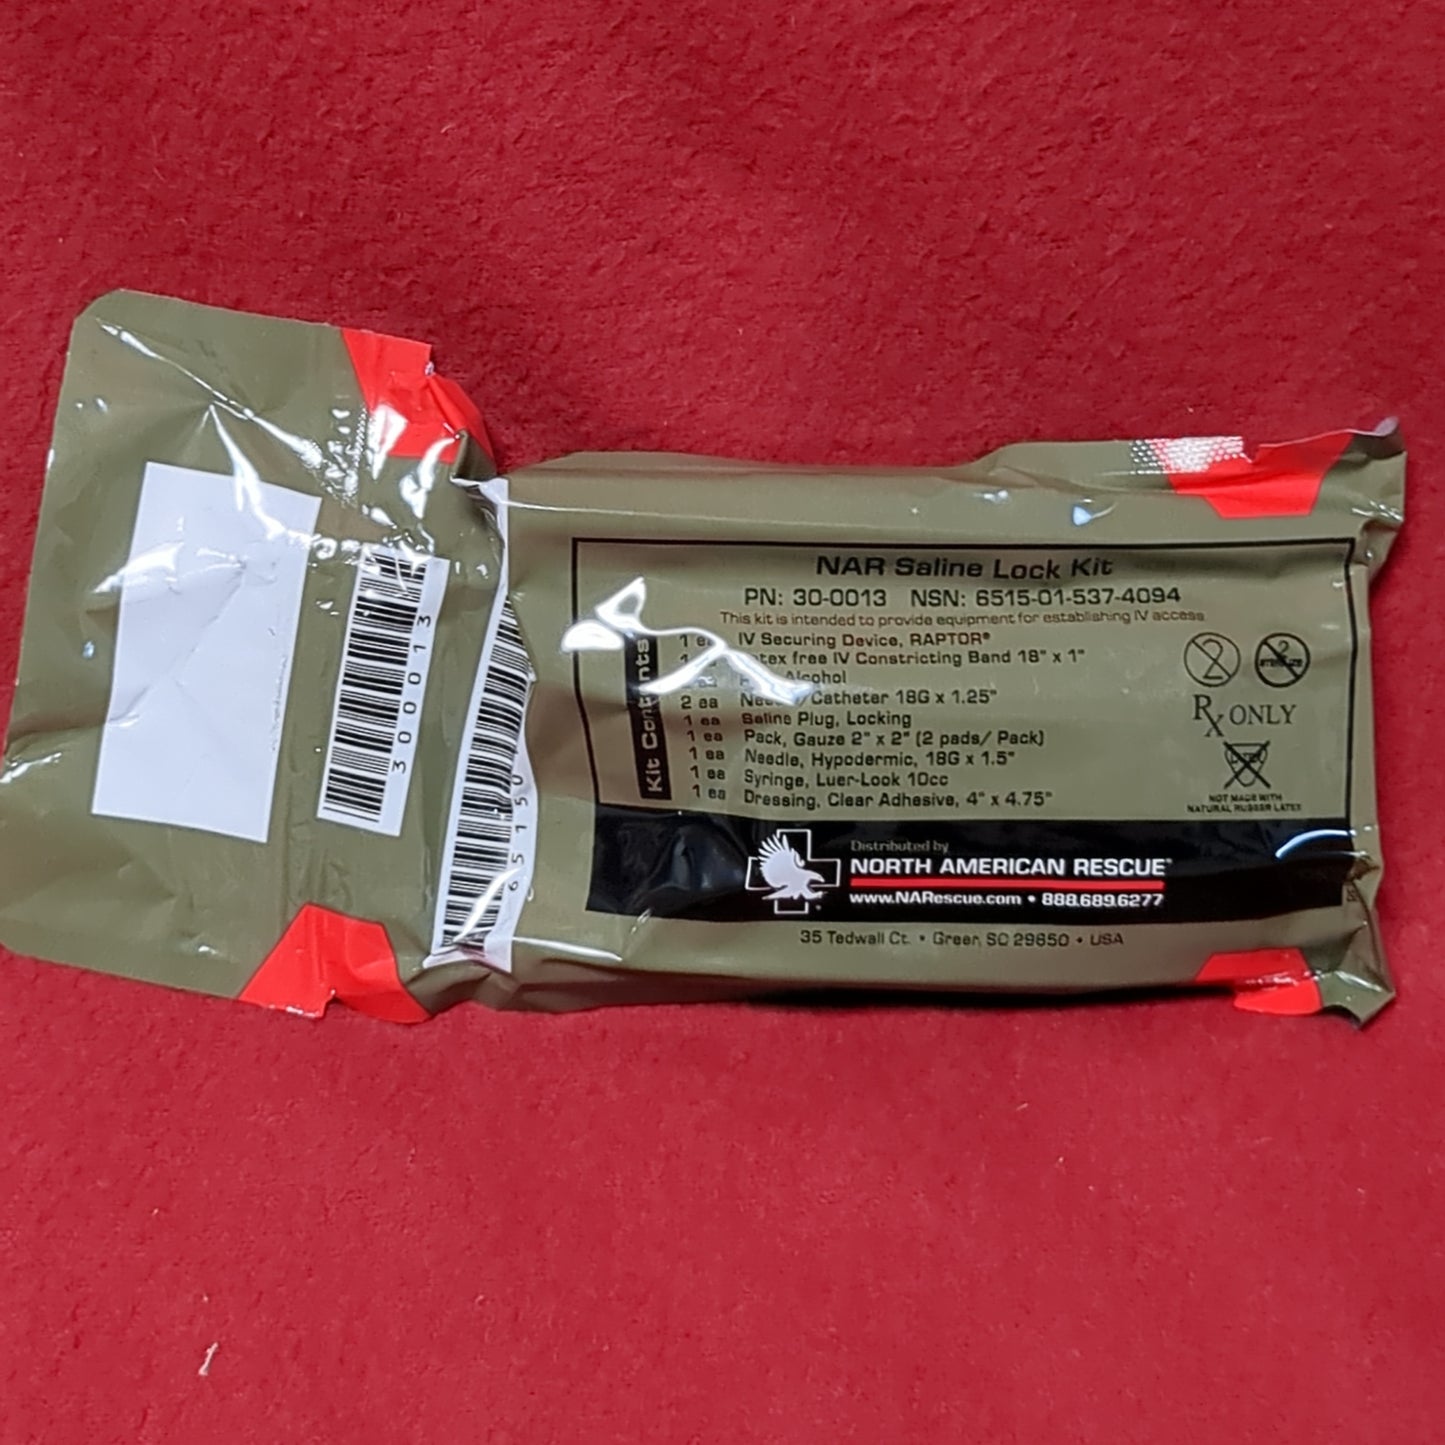 NAR Saline Lock Kit
PN: 30-0013 NSN: 6515-01-537-4094
This kit is intended to provide equipment for establishing IV access
Kit Contents
IV Securing Device, RAPTOR®
free IV Constricting Band 18" x 1"
Alcohol
2 ea Catheter 18G x 1.25"
1 ea Saline Plug, Locking
1 ea Pack, Gauze 2" x 2" (2 pads/ Pack)
1 ea Needle, Hypodermic, 18G x 1.5"
1 ea Syringe, Luer-Look 10cc
1 ea Dressing, Clear Adhesive, 4" x 4.75"
2
2
STERILIZE
Rx ONLY
NOT MADE WITH
NATURAL RUBBER LATEX
Distributed by
NORTH AMERICAN RESCUE®
www.NARescue.com • 888.689.6277
35 Tedwall Ct. • Greer, SC 29650 • USA
300013
65150